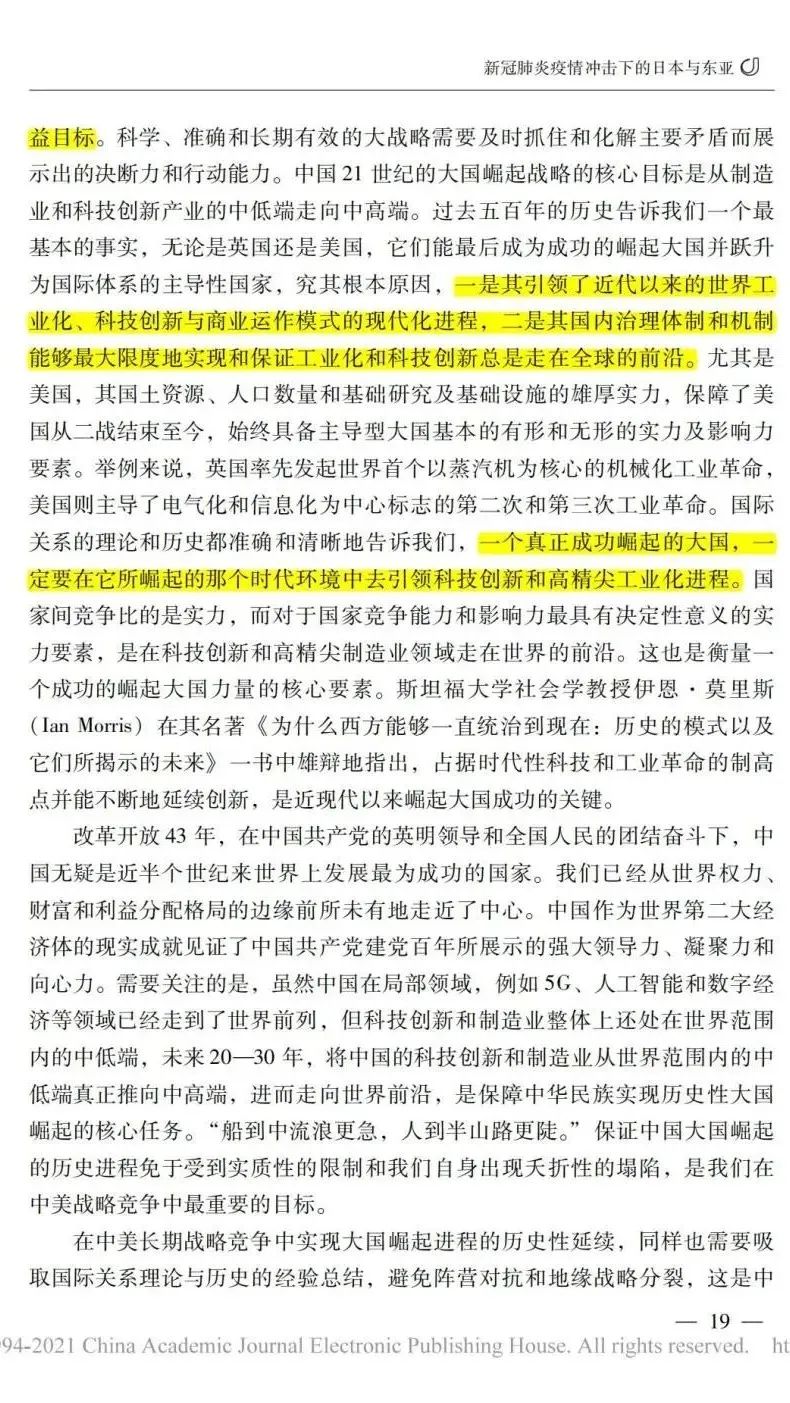 新冠肺炎疫情冲击下的日本与东亚
益目标。科学、准确和长期有效的大战略需要及时抓住和化解主要矛盾而展
示出的决断力和行动能力。中国 21 世纪的大国崛起战略的核心目标是从制造
业和科技创新产业的中低端走向中高端。过去五百年的历史告诉我们一个最
基本的事实，无论是英国还是美国，它们能最后成为成功的崛起大国并跃升
为国际体系的主导性国家，究其根本原因，一是其引领了近代以来的世界工
业化、科技创新与商业运作模式的现代化进程，二是其国内治理体制和机制
能够最大限度地实现和保证工业化和科技创新总是走在全球的前沿。尤其是
美国，其国土资源、人口数量和基础研究及基础设施的雄厚实力，保障了美
国从二战结束至今，始终具备主导型大国基本的有形和无形的实力及影响力
要素。举例来说，英国率先发起世界首个以蒸汽机为核心的机械化工业革命，
美国则主导了电气化和信息化为中心标志的第二次和第三次工业革命。国际
关系的理论和历史都准确和清晰地告诉我们，一个真正成功崛起的大国，一
定要在它所崛起的那个时代环境中去引领科技创新和高精尖工业化进程。国
家间竞争比的是实力，而对于国家竞争能力和影响力最具有决定性意义的实
力要素，是在科技创新和高精尖制造业领域走在世界的前沿。这也是衡量一
个成功的崛起大国力量的核心要素。斯坦福大学社会学教授伊恩·莫里斯
（Ian Morris）在其名著《为什么西方能够一直统治到现在：历史的模式以及
它们所揭示的未来》一书中雄辩地指出，占据时代性科技和工业革命的制高
点并能不断地延续创新，是近现代以来崛起大国成功的关键。
改革开放 43 年，在中国共产党的英明领导和全国人民的团结奋斗下，中
国无疑是近半个世纪来世界上发展最为成功的国家。我们已经从世界权力、
财富和利益分配格局的边缘前所未有地走近了中心。中国作为世界第二大经
济体的现实成就见证了中国共产党建党百年所展示的强大领导力、凝聚力和
向心力。需要关注的是，虽然中国在局部领域，例如 5G、人工智能和数字经
济等领域已经走到了世界前列，但科技创新和制造业整体上还处在世界范围
内的中低端，未来 20—30 年，将中国的科技创新和制造业从世界范围内的中
低端真正推向中高端，进而走向世界前沿，是保障中华民族实现历史性大国
崛起的核心任务。“船到中流浪更急，人到半山路更陡。”保证中国大国崛起
的历史进程免于受到实质性的限制和我们自身出现夭折性的塌陷，是我们在
中美战略竞争中最重要的目标。
在中美长期战略竞争中实现大国崛起进程的历史性延续，同样也需要吸
取国际关系理论与历史的经验总结，避免阵营对抗和地缘战略分裂，这是中
— 19 —
94-2021 China Academic Journal Electronic Publishing House. All rights reserved. ht